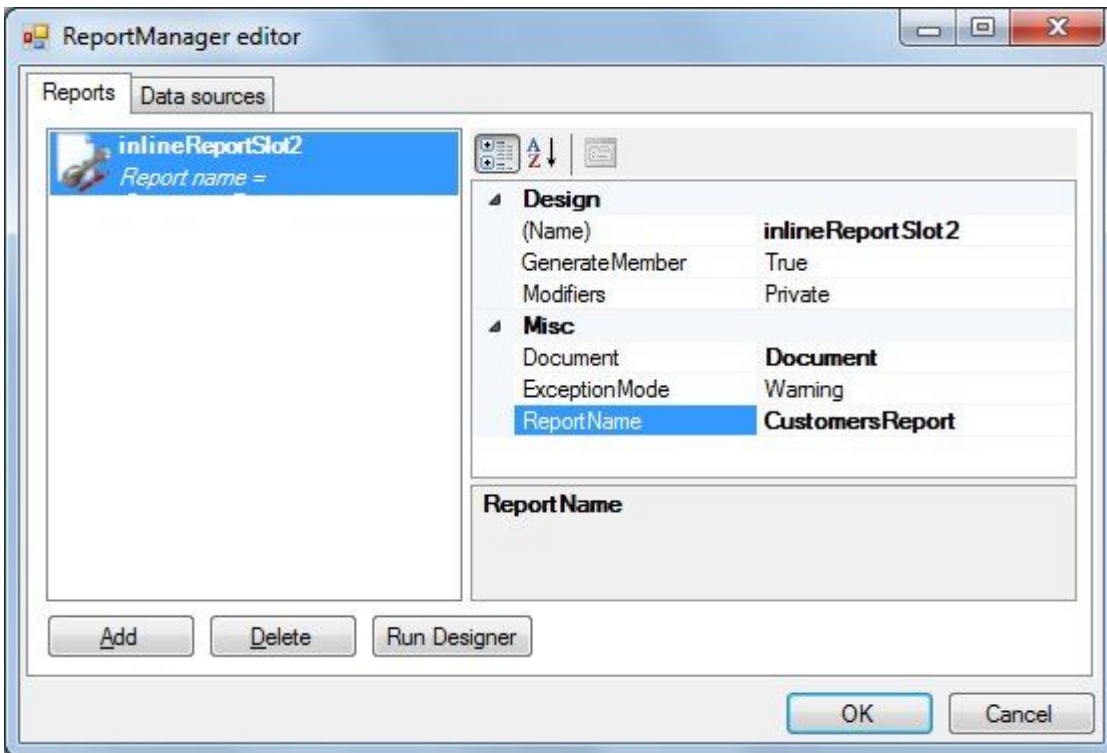 ReportManager editor
Reports Data sources
inlineReportSlot2
Report name =
Design
(Name) inlineReportSlot2
GenerateMember True
Modifiers Private
Misc
Document Document
ExceptionMode Warning
ReportName CustomersReport
ReportName
Add Delete Run Designer
OK Cancel